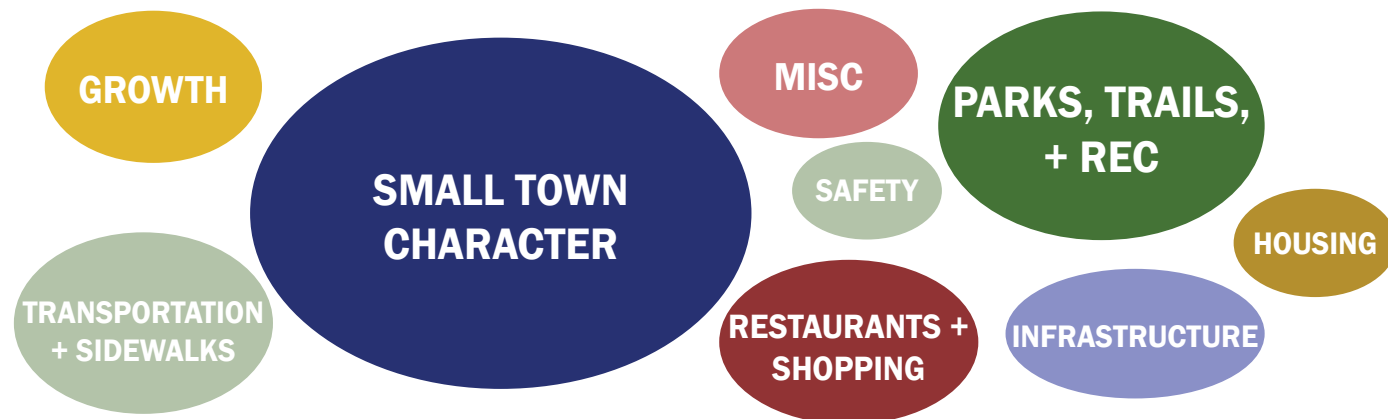 GROWTH
SMALL TOWN
CHARACTER
MISC
PARKS, TRAILS,
+ REC
SAFETY
HOUSING
TRANSPORTATION
+ SIDEWALKS
RESTAURANTS +
SHOPPING
INFRASTRUCTURE